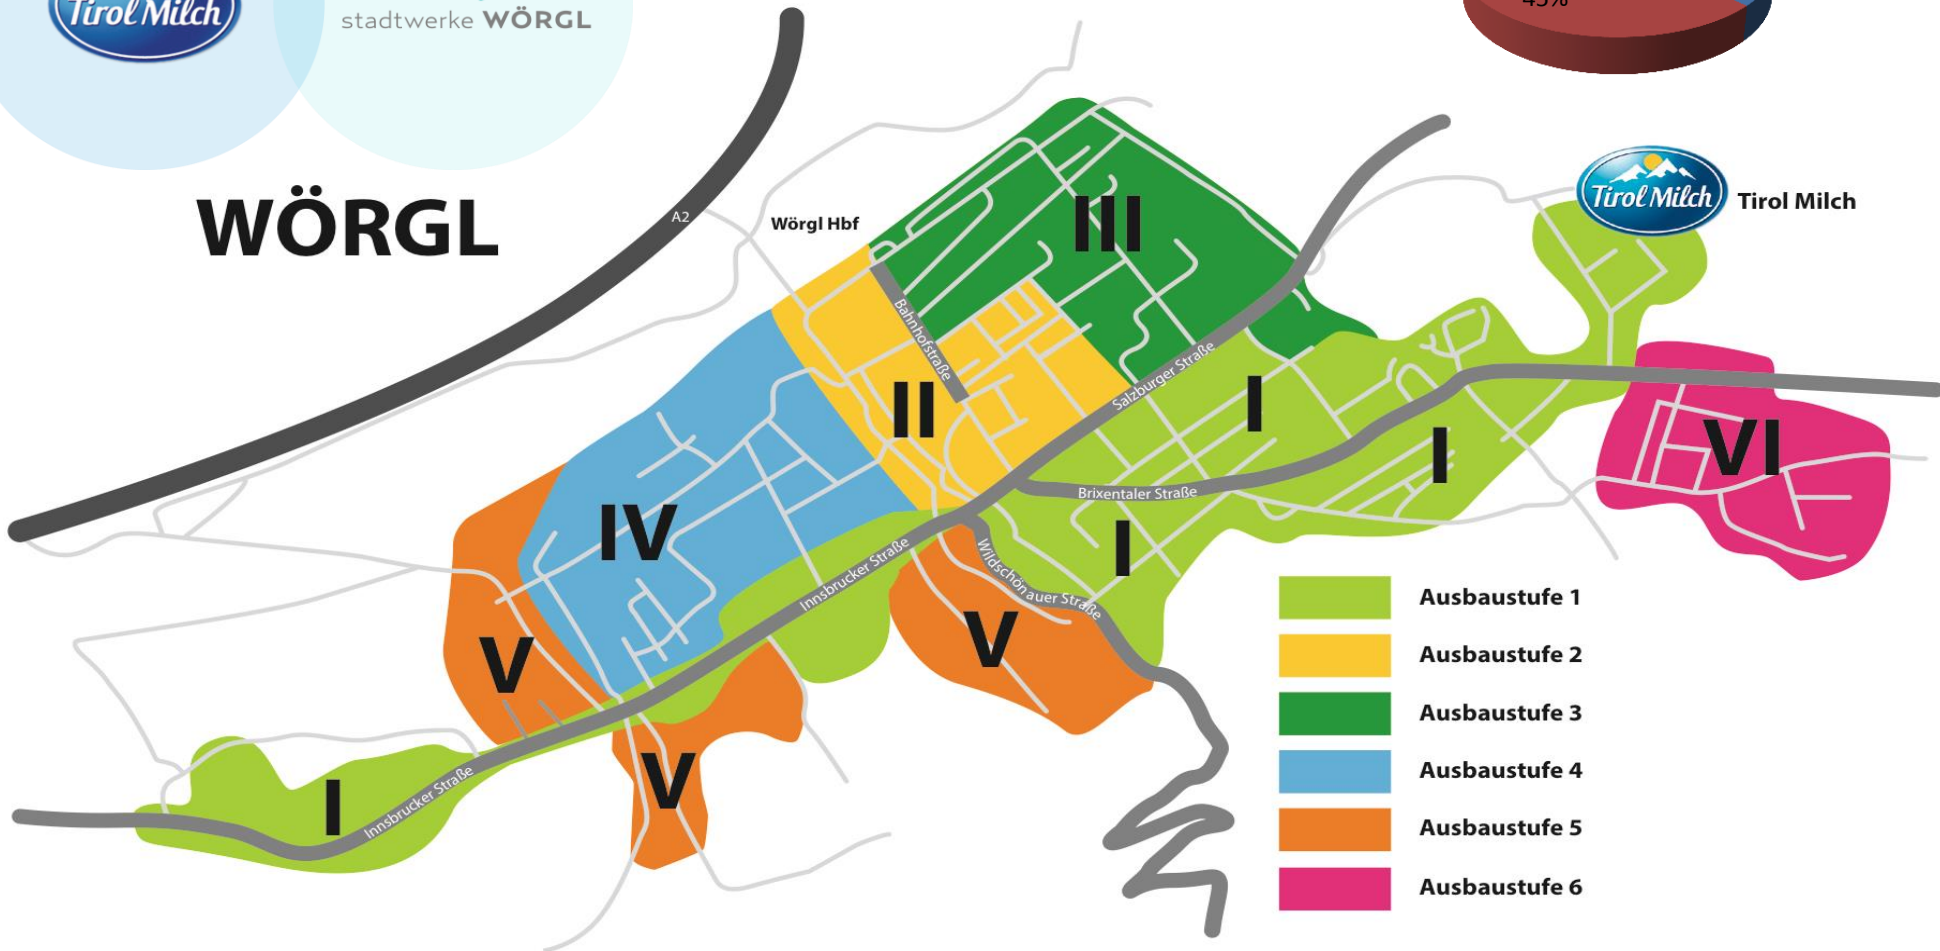 Tirol Milch
stadtwerke WÖRGL
45%
WÖRGL
A2
Wörgl Hbf
Bahnhofstraße
III
Tirol Milch
Tirol Milch
Salzburger Straße
II
I
I
VI
Brixentaler Straße
IV
Innsbrucker Straße
Wildschönauer Straße
I
V
V
V
I
Innsbrucker Straße
Ausbaustufe 1
Ausbaustufe 2
Ausbaustufe 3
Ausbaustufe 4
Ausbaustufe 5
Ausbaustufe 6